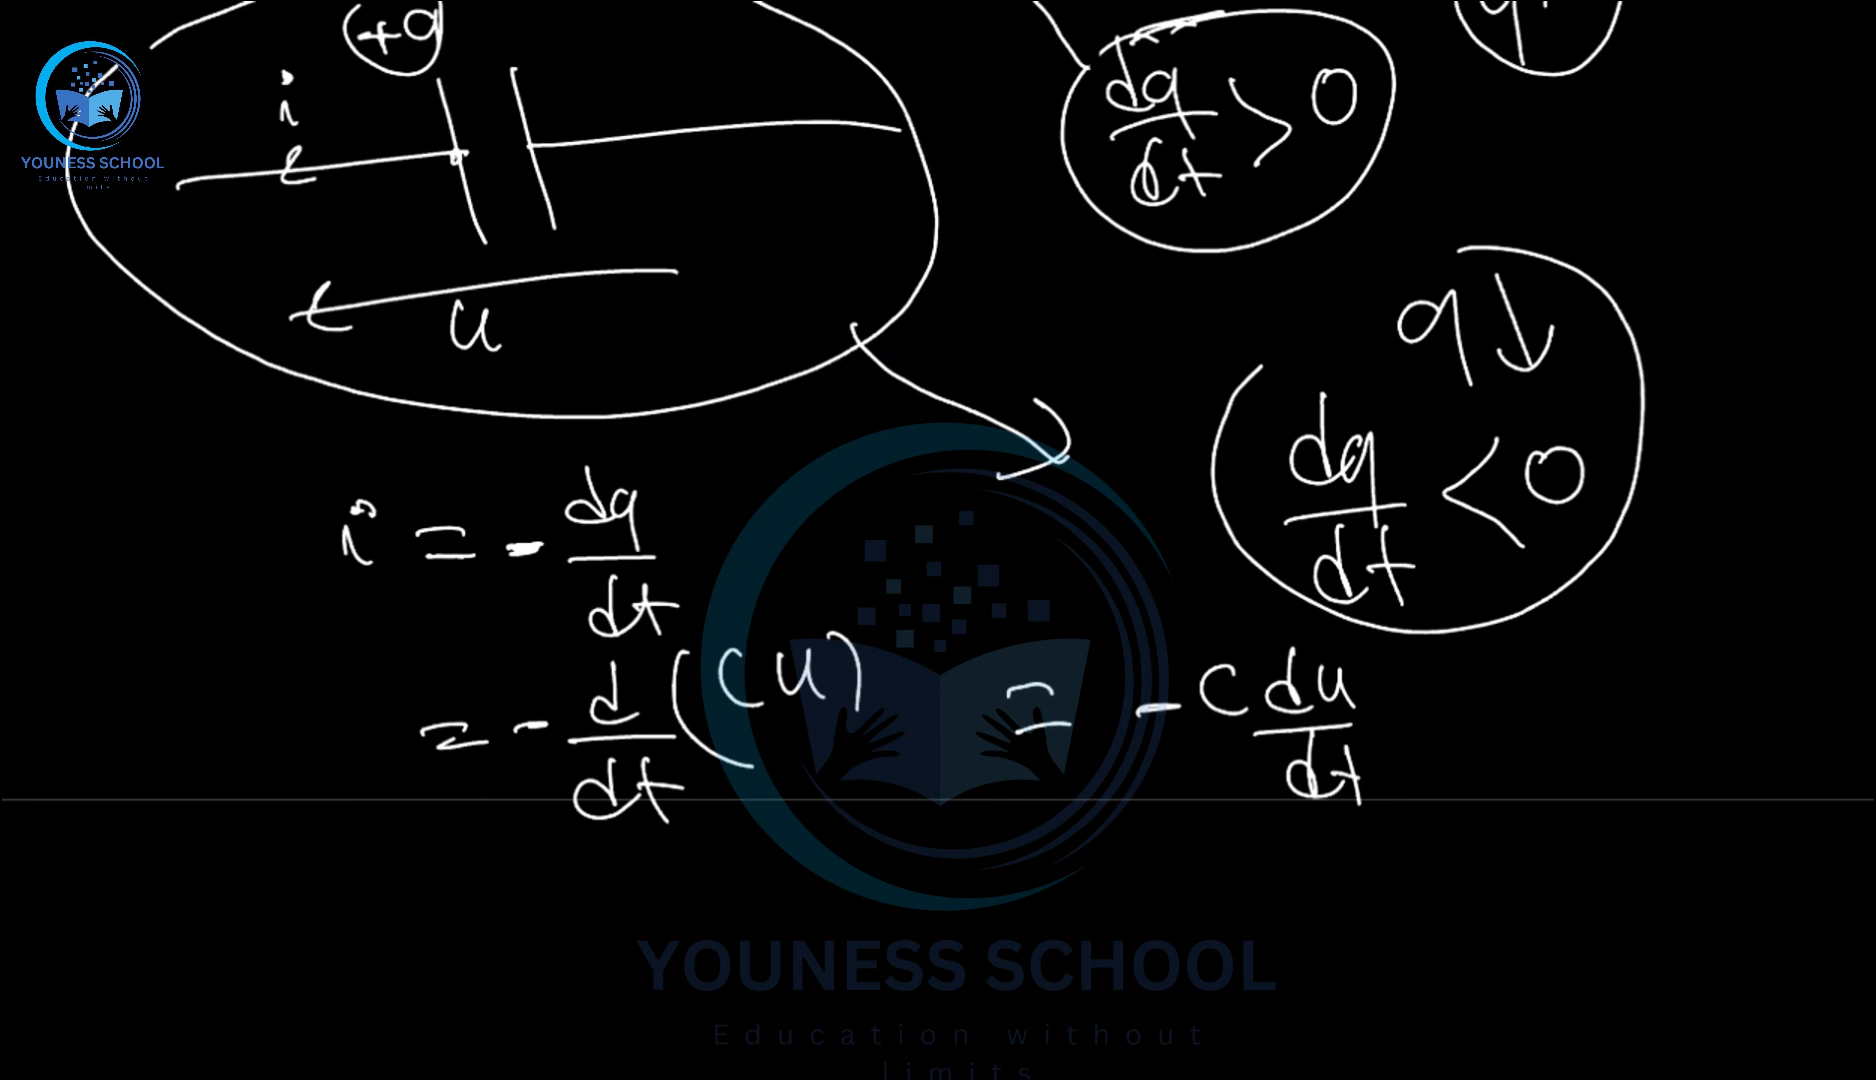 +q
i
YOUNESS SCHOOL
Education without
u
dq/dt > 0
q↓
dq/dt < 0
i = - dq/dt
= - d/dt (Cu) = - C du/dt
YOUNESS SCHOOL
Education without
limits